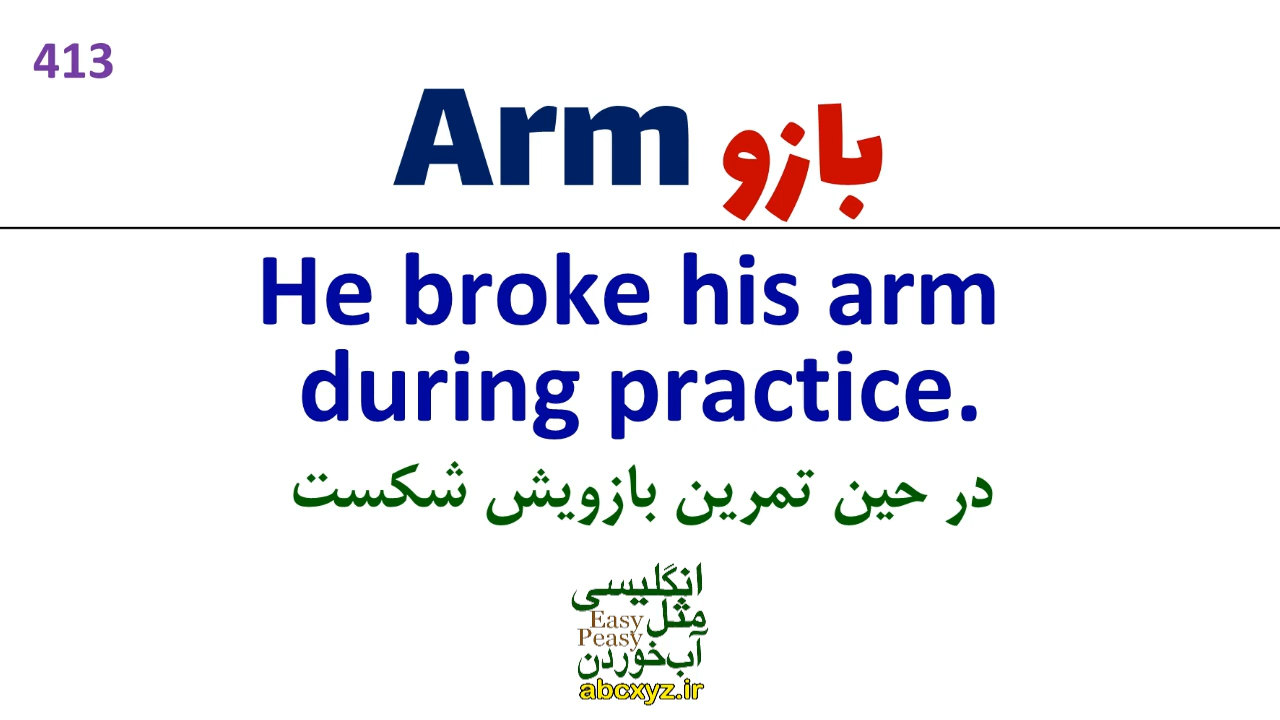 413
Arm بازو
He broke his arm
during practice.
در حین تمرین بازویش شکست
انگلیسی
مثل
Easy
Peasy
آب‌خوردن
abcxyz.ir